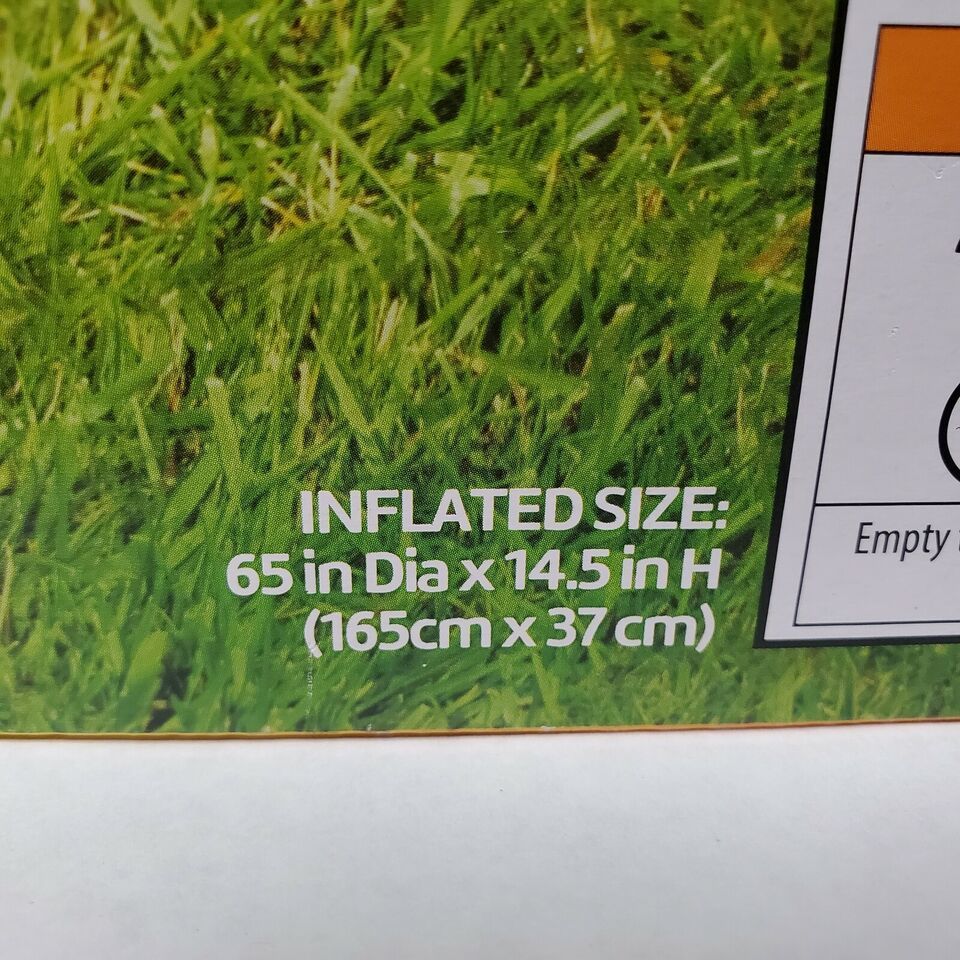 INFLATED SIZE:
65 in Dia x 14.5 in H
(165cm x 37 cm)
Empty